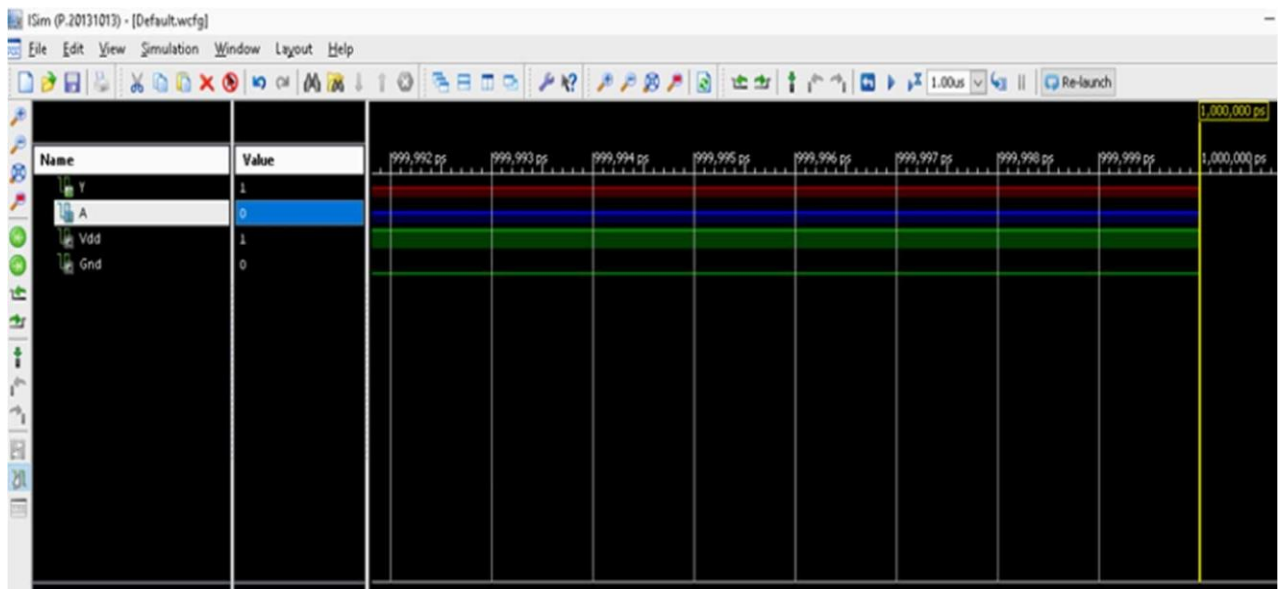 ISim (P.20131013) - [Default.wcfg]
File Edit View Simulation Window Layout Help
1.00us Re-launch
1,000,000 ps
Name Value 999,992 ps 999,993 ps 999,994 ps 999,995 ps 999,996 ps 999,997 ps 999,998 ps 999,999 ps 1,000,000 ps
Y 1
A 0
Vdd 1
Gnd 0